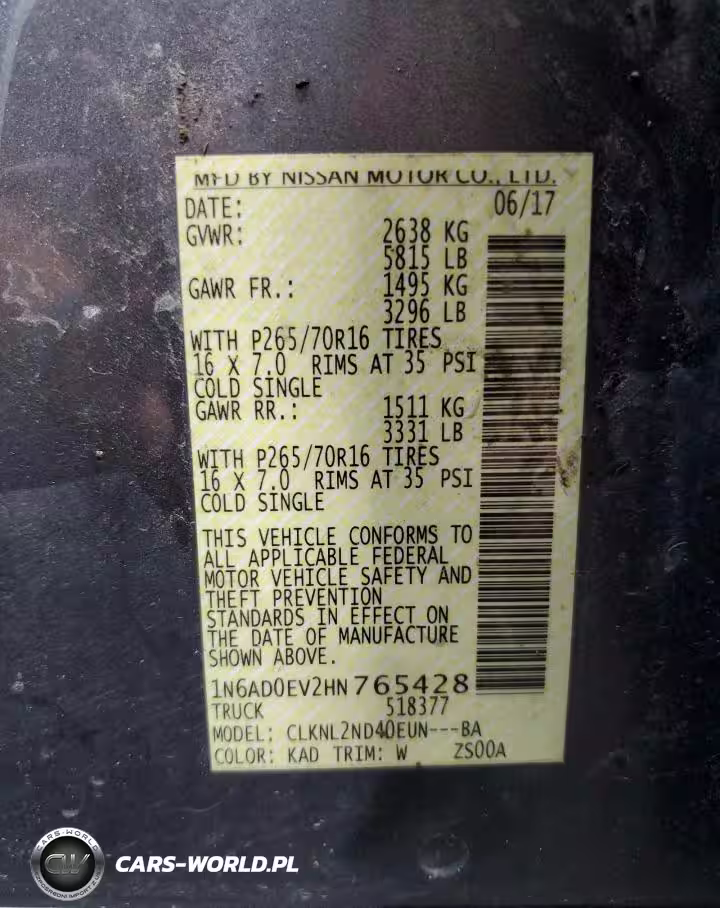 MFD BY NISSAN MOTOR CO., LTD.
DATE: 06/17
GVWR: 2638 KG
5815 LB
GAWR FR.: 1495 KG
3296 LB
WITH P265/70R16 TIRES
16 X 7.0 RIMS AT 35 PSI
COLD SINGLE
GAWR RR.: 1511 KG
3331 LB
WITH P265/70R16 TIRES
16 X 7.0 RIMS AT 35 PSI
COLD SINGLE
THIS VEHICLE CONFORMS TO
ALL APPLICABLE FEDERAL
MOTOR VEHICLE SAFETY AND
THEFT PREVENTION
STANDARDS IN EFFECT ON
THE DATE OF MANUFACTURE
SHOWN ABOVE.
1N6AD0EV2HN765428
TRUCK 518377
MODEL: CLKNL2ND40EUN---BA
COLOR: KAD TRIM: W ZS00A
CARS-WORLD
CW
CARS-WORLD.PL